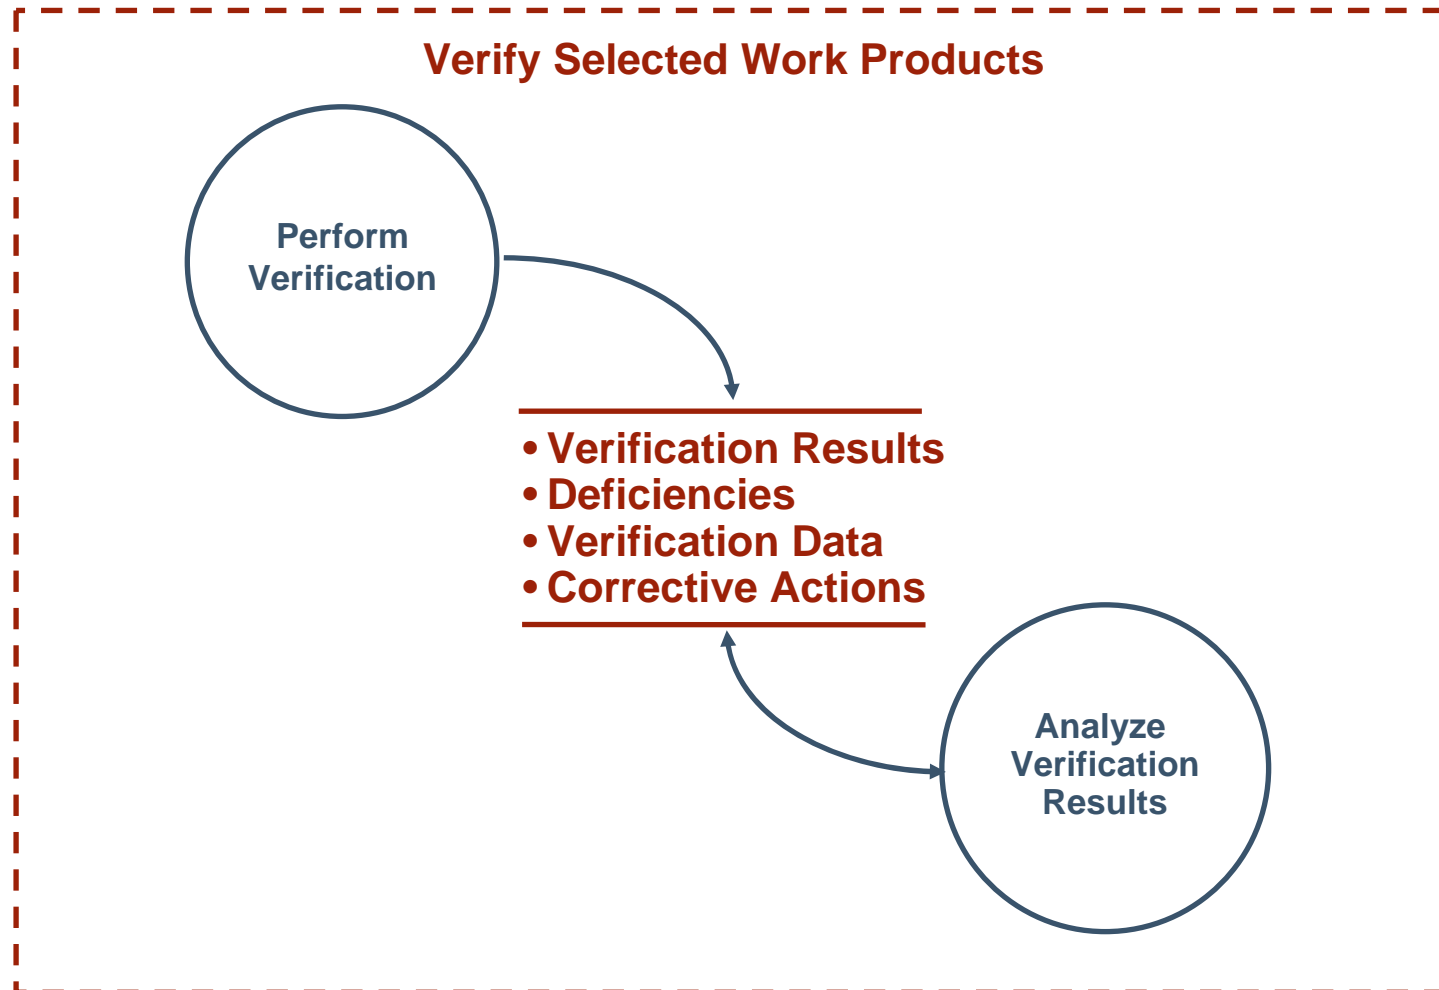 Verify Selected Work Products
Perform
Verification
• Verification Results
• Deficiencies
• Verification Data
• Corrective Actions
Analyze
Verification
Results